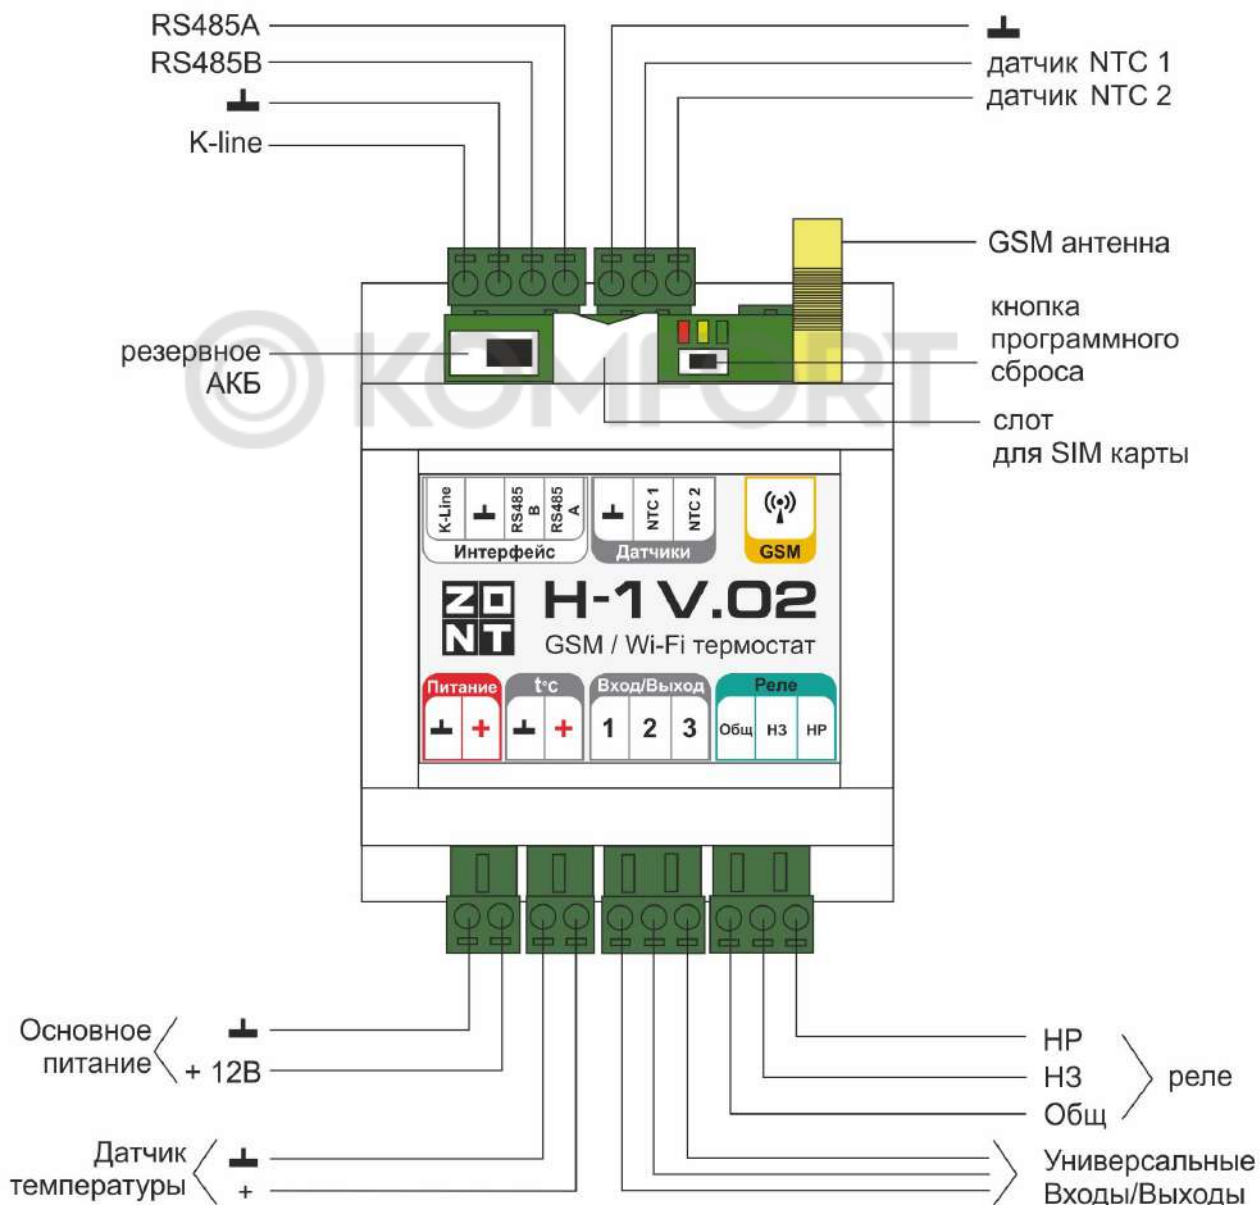 RS485A
RS485B
K-line
датчик NTC 1
датчик NTC 2
GSM антенна
кнопка
программного
сброса
слот
для SIM карты
резервное
АКБ
KOMFORT
K-Line
RS485
B
RS485
A
Интерфейс
NTC 1
NTC 2
Датчики
GSM
ZONT
H-1V.02
GSM / Wi-Fi термостат
Питание
+
t°C
+
Вход/Выход
1 2 3
Реле
Общ НЗ НР
Основное
питание
+ 12В
Датчик
температуры
+
НР
НЗ
Общ
реле
Универсальные
Входы/Выходы